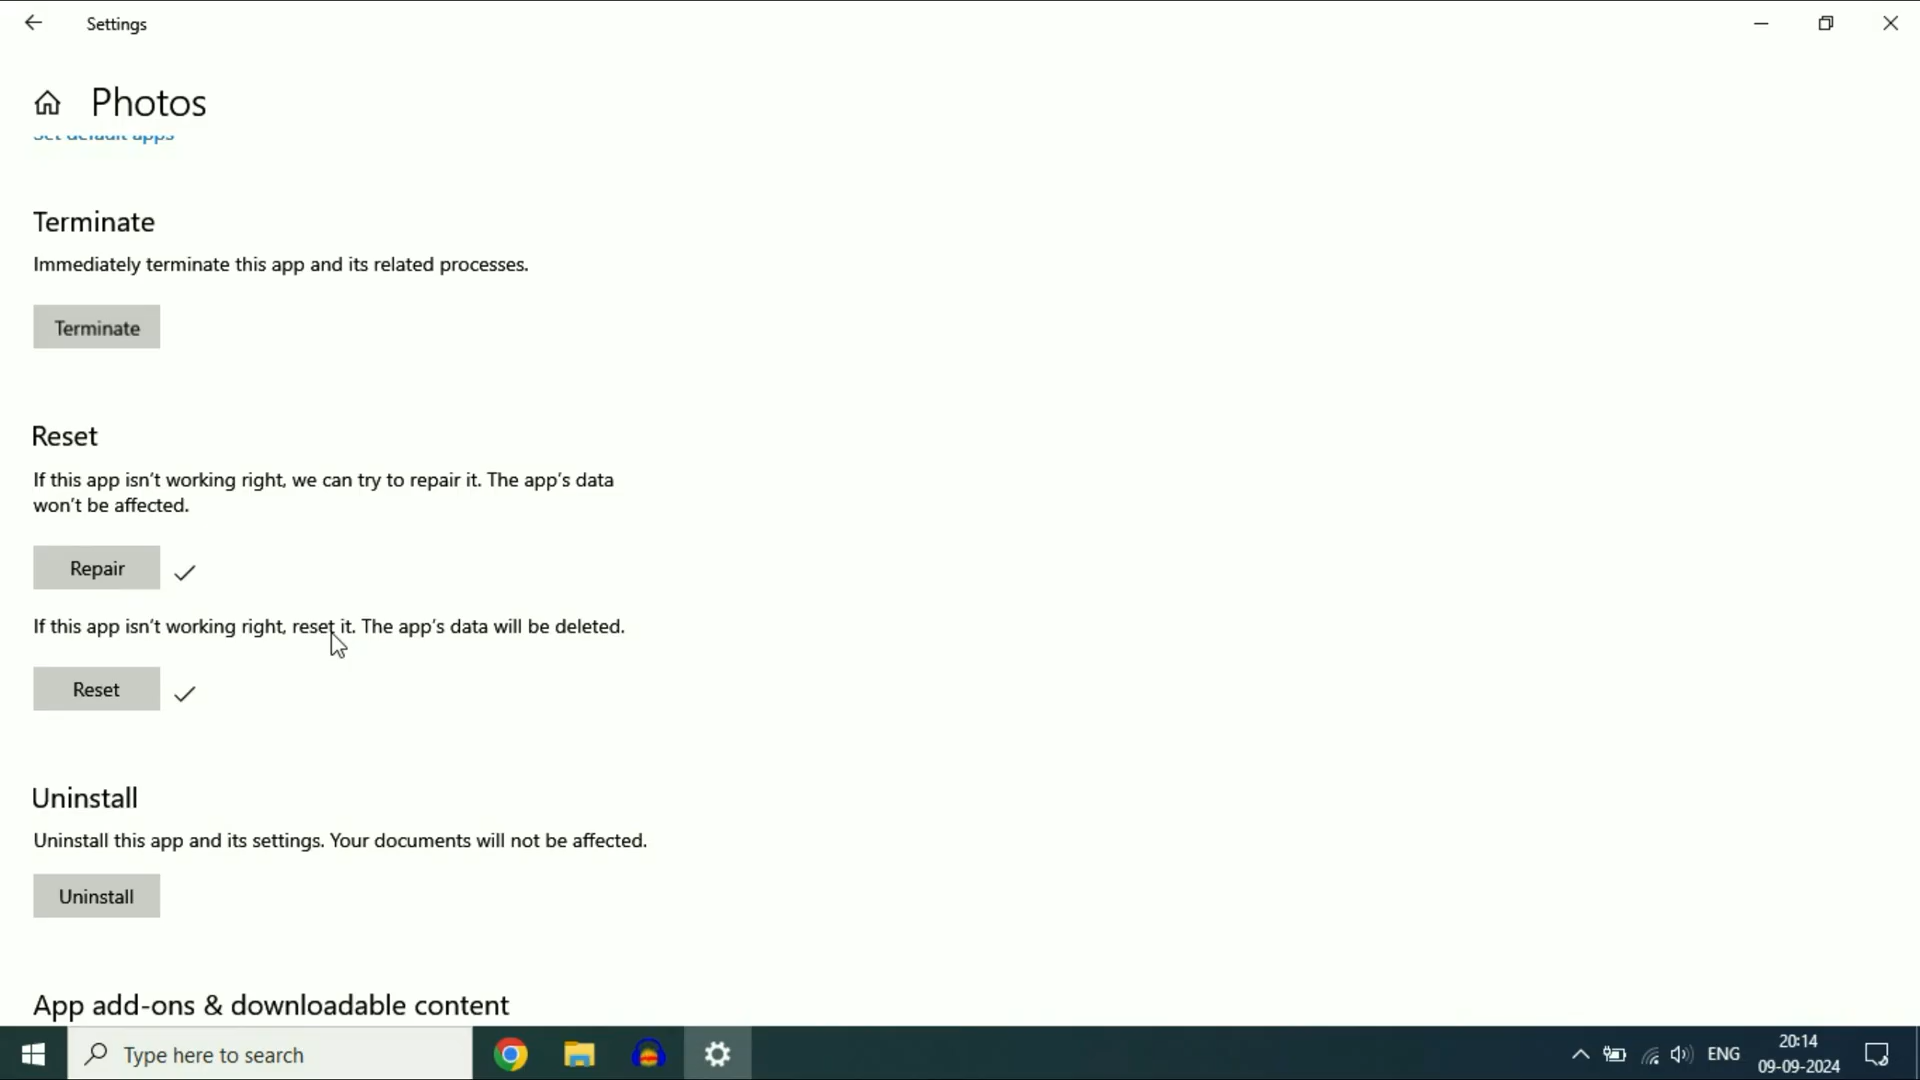 Settings
Photos
Set default apps
Terminate
Immediately terminate this app and its related processes.
Terminate
Reset
If this app isn’t working right, we can try to repair it. The app’s data
won’t be affected.
Repair
If this app isn’t working right, reset it. The app’s data will be deleted.
Reset
Uninstall
Uninstall this app and its settings. Your documents will not be affected.
Uninstall
App add-ons & downloadable content
Type here to search
ENG
20:14
09-09-2024